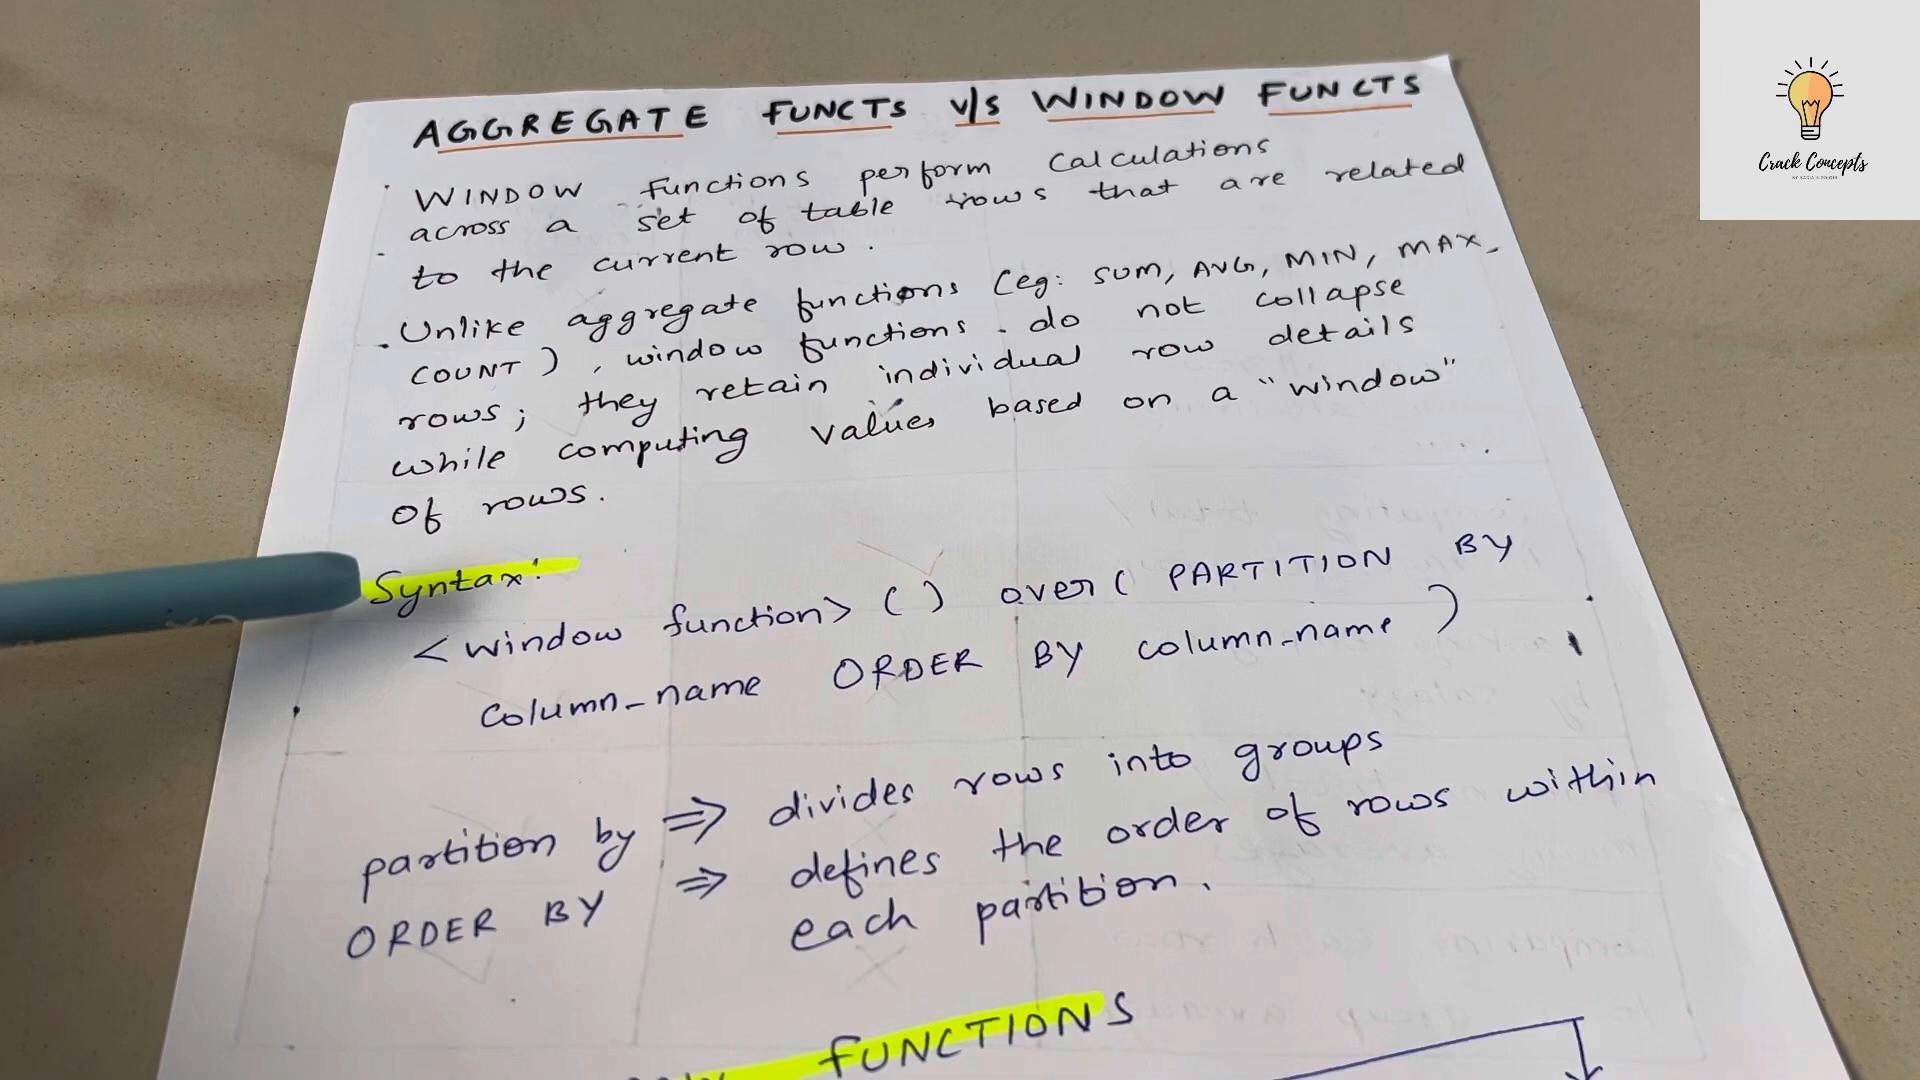 AGGREGATE FUNCTS V/S WINDOW FUNCTS
WINDOW functions perform calculations
across a set of table rows that are related
to the current row.
Unlike aggregate functions (eg: SUM, AVG, MIN, MAX,
COUNT), window functions do not collapse
rows; they retain individual row details
while computing values based on a "window"
of rows.
Syntax:
<window function> ( ) over( PARTITION BY
column_name ORDER BY column_name )
partition by ⇒ divides rows into groups
ORDER BY ⇒ defines the order of rows within
each partition.
FUNCTIONS
Crack Concepts